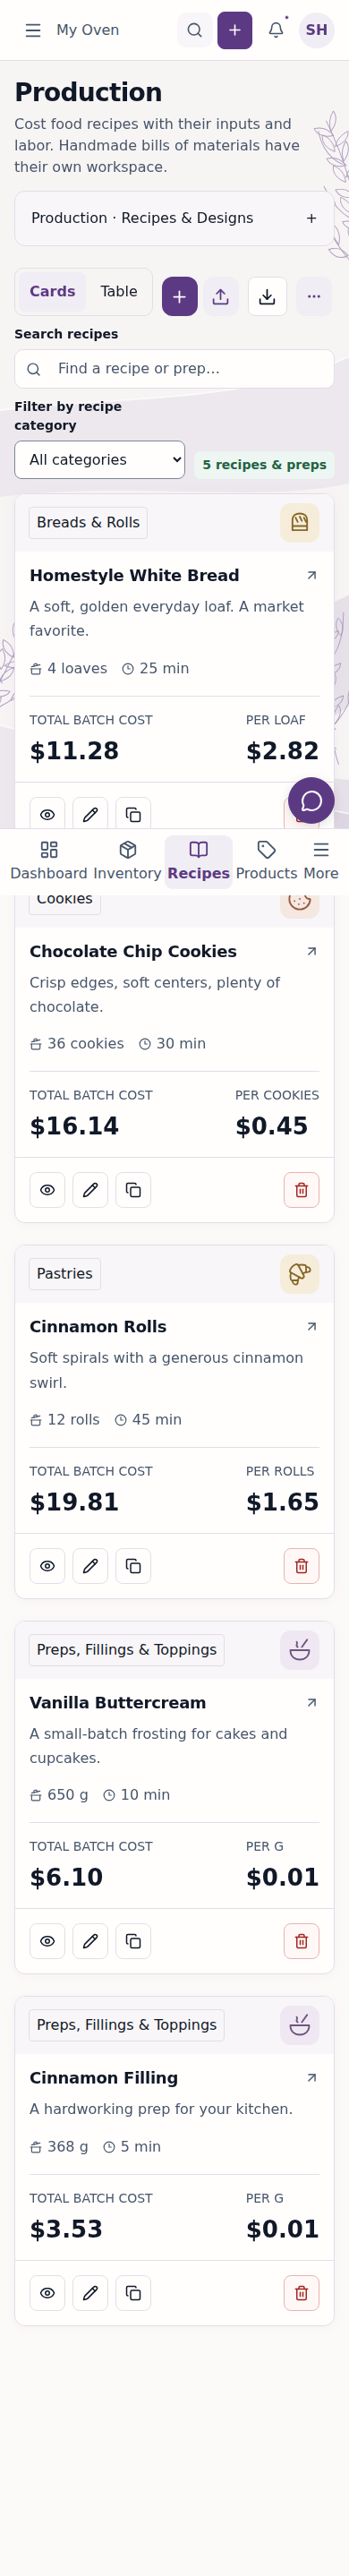 My Oven
SH
Production
Cost food recipes with their inputs and
labor. Handmade bills of materials have
their own workspace.
Production · Recipes & Designs
+
Cards
Table
Search recipes
Find a recipe or prep...
Filter by recipe
category
All categories
5 recipes & preps
Breads & Rolls
Homestyle White Bread
A soft, golden everyday loaf. A market
favorite.
4 loaves
25 min
TOTAL BATCH COST
PER LOAF
$11.28
$2.82
Dashboard
Inventory
Recipes
Products
More
Cookies
Chocolate Chip Cookies
Crisp edges, soft centers, plenty of
chocolate.
36 cookies
30 min
TOTAL BATCH COST
PER COOKIES
$16.14
$0.45
Pastries
Cinnamon Rolls
Soft spirals with a generous cinnamon
swirl.
12 rolls
45 min
TOTAL BATCH COST
PER ROLLS
$19.81
$1.65
Preps, Fillings & Toppings
Vanilla Buttercream
A small-batch frosting for cakes and
cupcakes.
650 g
10 min
TOTAL BATCH COST
PER G
$6.10
$0.01
Preps, Fillings & Toppings
Cinnamon Filling
A hardworking prep for your kitchen.
368 g
5 min
TOTAL BATCH COST
PER G
$3.53
$0.01